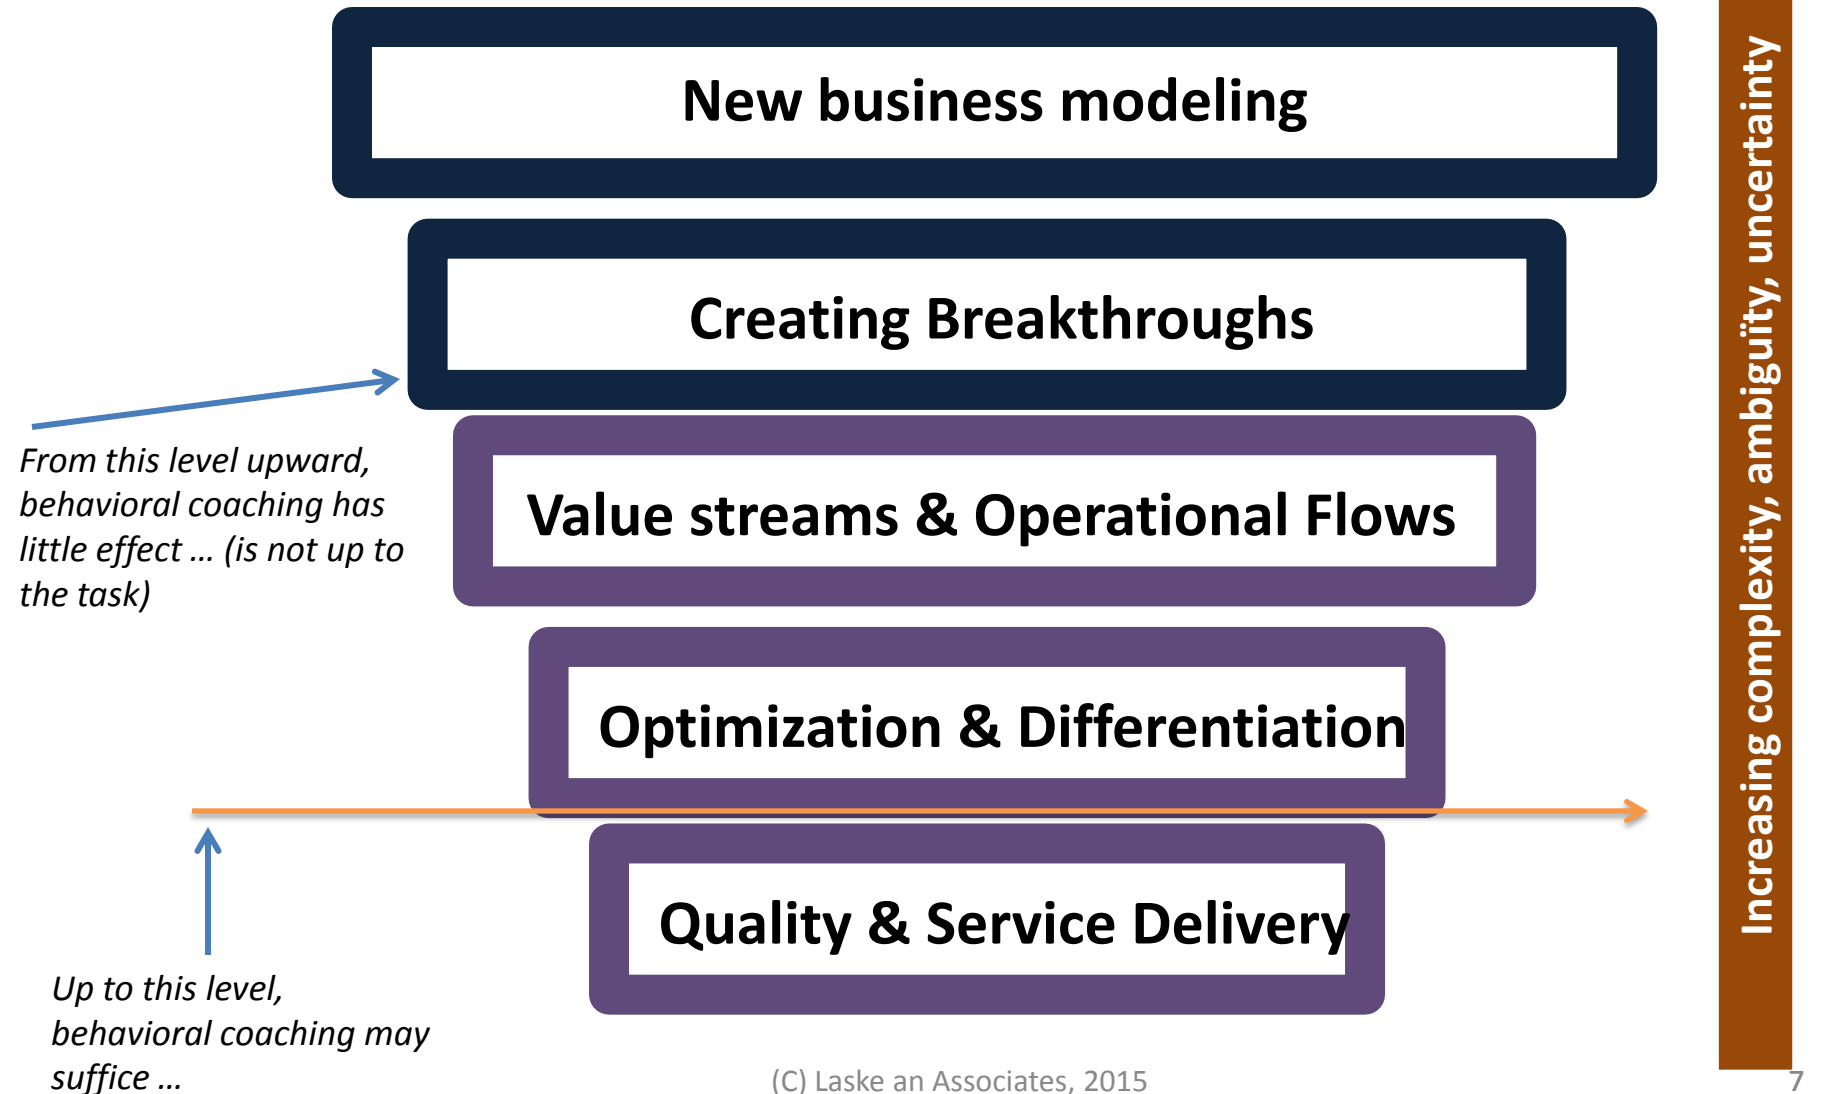 New business modeling
Creating Breakthroughs
From this level upward,
behavioral coaching has
little effect … (is not up to
the task)
Value streams & Operational Flows
Optimization & Differentiation
Quality & Service Delivery
Up to this level,
behavioral coaching may
suffice …
Increasing complexity, ambiguïty, uncertainty
(C) Laske an Associates, 2015
7